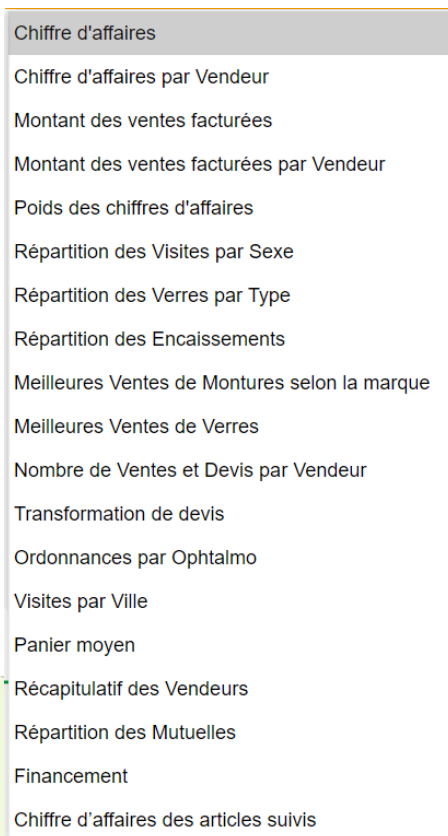 Chiffre d'affaires
Chiffre d'affaires par Vendeur
Montant des ventes facturées
Montant des ventes facturées par Vendeur
Poids des chiffres d'affaires
Répartition des Visites par Sexe
Répartition des Verres par Type
Répartition des Encaissements
Meilleures Ventes de Montures selon la marque
Meilleures Ventes de Verres
Nombre de Ventes et Devis par Vendeur
Transformation de devis
Ordonnances par Ophtalmo
Visites par Ville
Panier moyen
Récapitulatif des Vendeurs
Répartition des Mutuelles
Financement
Chiffre d’affaires des articles suivis